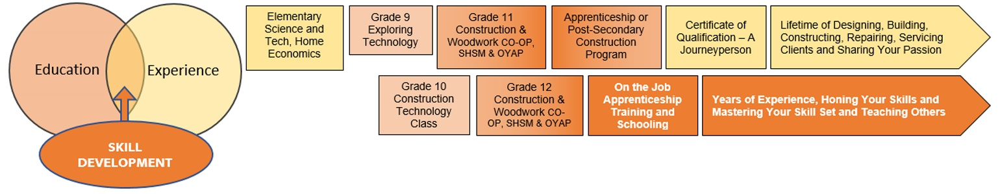 Education
Experience
SKILL
DEVELOPMENT
Elementary
Science and
Tech, Home
Economics
Grade 9
Exploring
Technology
Grade 11
Construction &
Woodwork CO-OP,
SHSM & OYAP
Apprenticeship or
Post-Secondary
Construction
Program
Certificate of
Qualification – A
Journeyperson
Lifetime of Designing, Building,
Constructing, Repairing, Servicing
Clients and Sharing Your Passion
Grade 10
Construction
Technology
Class
Grade 12
Construction &
Woodwork CO-
OP, SHSM & OYAP
On the Job
Apprenticeship
Training and
Schooling
Years of Experience, Honing Your Skills and
Mastering Your Skill Set and Teaching Others